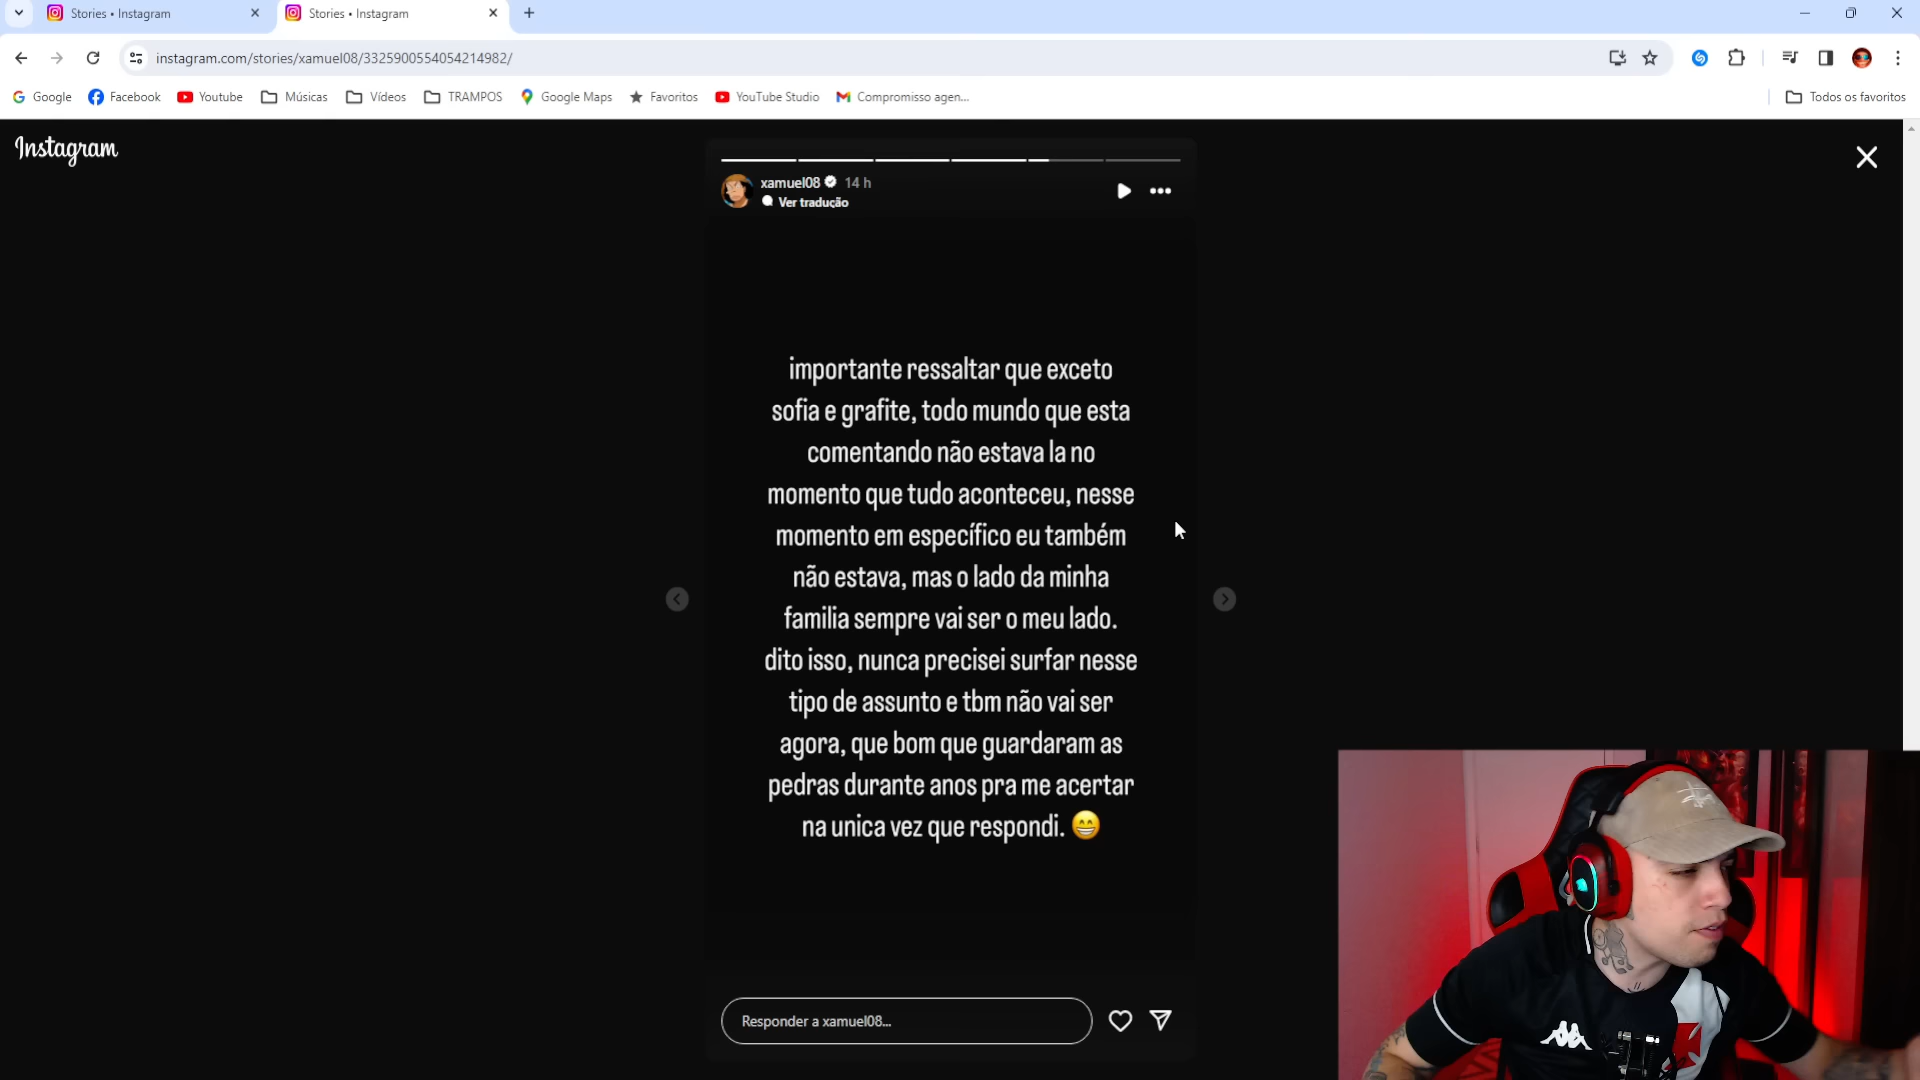 Stories • Instagram
Stories • Instagram
instagram.com/stories/xamuel08/3325900554054214982/
Google
Facebook
Youtube
Músicas
Vídeos
TRAMPOS
Google Maps
Favoritos
YouTube Studio
Compromisso agen...
Todos os favoritos
Instagram
xamuel08 14 h
Ver tradução
importante ressaltar que exceto
sofia e grafite, todo mundo que esta
comentando não estava la no
momento que tudo aconteceu, nesse
momento em específico eu também
não estava, mas o lado da minha
familia sempre vai ser o meu lado.
dito isso, nunca precisei surfar nesse
tipo de assunto e tbm não vai ser
agora, que bom que guardaram as
pedras durante anos pra me acertar
na unica vez que respondi. 😁
Responder a xamuel08...